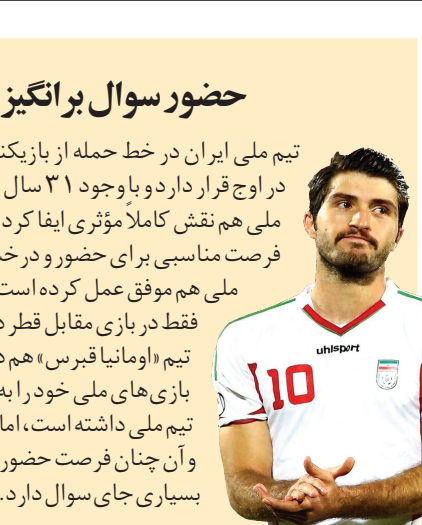 حضور سوال برانگیز
تیم ملی ایران در خط حمله از
در اوج قرار دارد و با وجود ۳۱ سال
ملی هم نقش کاملاً مؤثری ایفا کرد
فرصت مناسبی برای حضور و در
ملی هم موفق عمل کرده است
فقط در بازی مقابل قطر
تیم «اومانیا قبرس» هم
بازی‌های ملی خود را به
تیم ملی داشته است، اما
و آن چنان فرصت حضور
بسیاری جای سوال دارد.
uhlsport
10